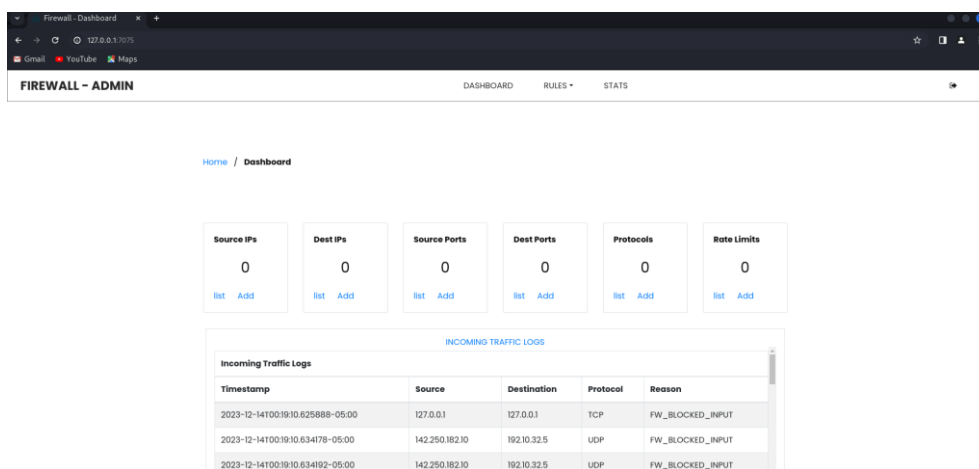 Firewall - Dashboard
127.0.0.1:7075
Gmail YouTube Maps
FIREWALL - ADMIN DASHBOARD RULES STATS
Home / Dashboard
Source IPs Dest IPs Source Ports Dest Ports Protocols Rate Limits
0 0 0 0 0 0
list Add list Add list Add list Add list Add list Add
INCOMING TRAFFIC LOGS
Incoming Traffic Logs
Timestamp Source Destination Protocol Reason
2023-12-14T00:19:10.625888-05:00 127.0.0.1 127.0.0.1 TCP FW_BLOCKED_INPUT
2023-12-14T00:19:10.634178-05:00 142.250.182.10 192.10.32.5 UDP FW_BLOCKED_INPUT
2023-12-14T00:19:10.634192-05:00 142.250.182.10 192.10.32.5 UDP FW_BLOCKED_INPUT